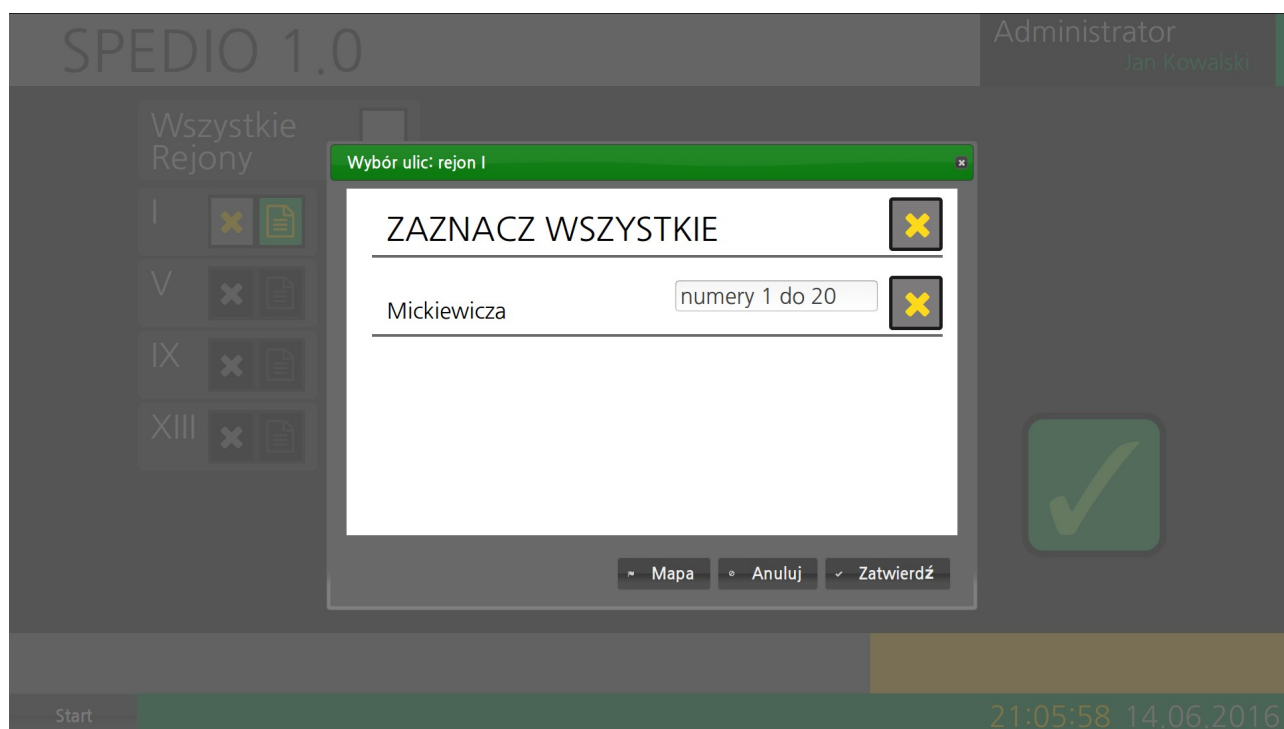 SPEDIO 1.0
Administrator
Jan Kowalski
Wszystkie
Rejony
Wybór ulic: rejon I
I
ZAZNACZ WSZYSTKIE
V
Mickiewicza
numery 1 do 20
IX
XIII
Mapa
Anuluj
Zatwierdź
Start
21:05:58 14.06.2016